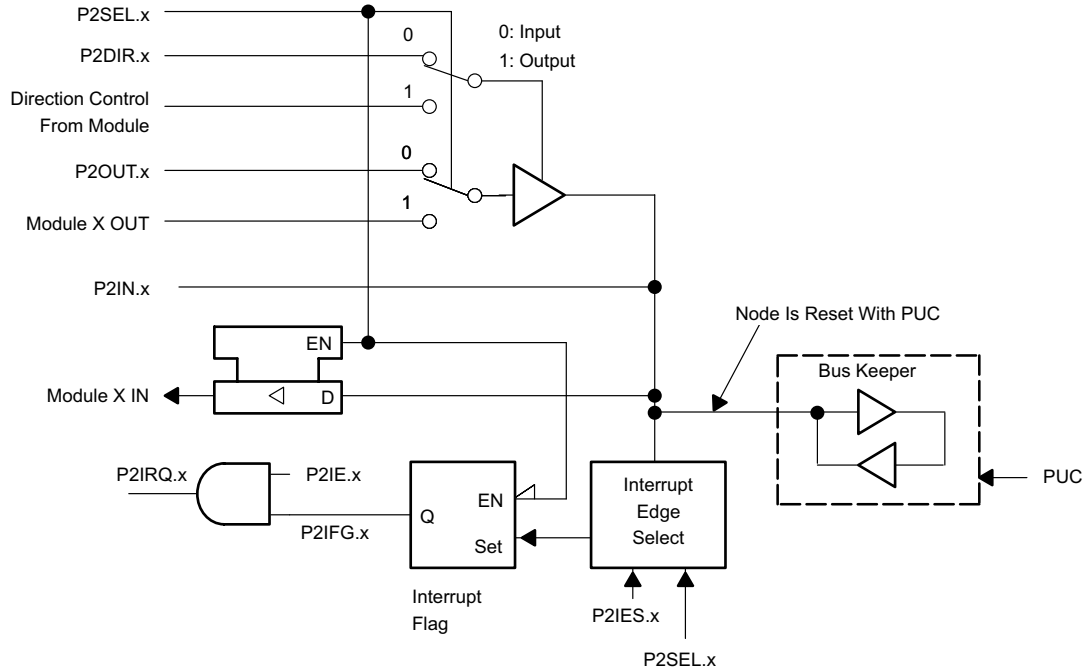 P2SEL.x
0
0: Input
P2DIR.x
1: Output
Direction Control
From Module
1
0
P2OUT.x
1
Module X OUT
P2IN.x
Node Is Reset With PUC
EN
Bus Keeper
Module X IN
D
P2IRQ.x
P2IE.x
EN
Interrupt
Edge
Select
PUC
Q
P2IFG.x
Set
Interrupt
Flag
P2IES.x
P2SEL.x